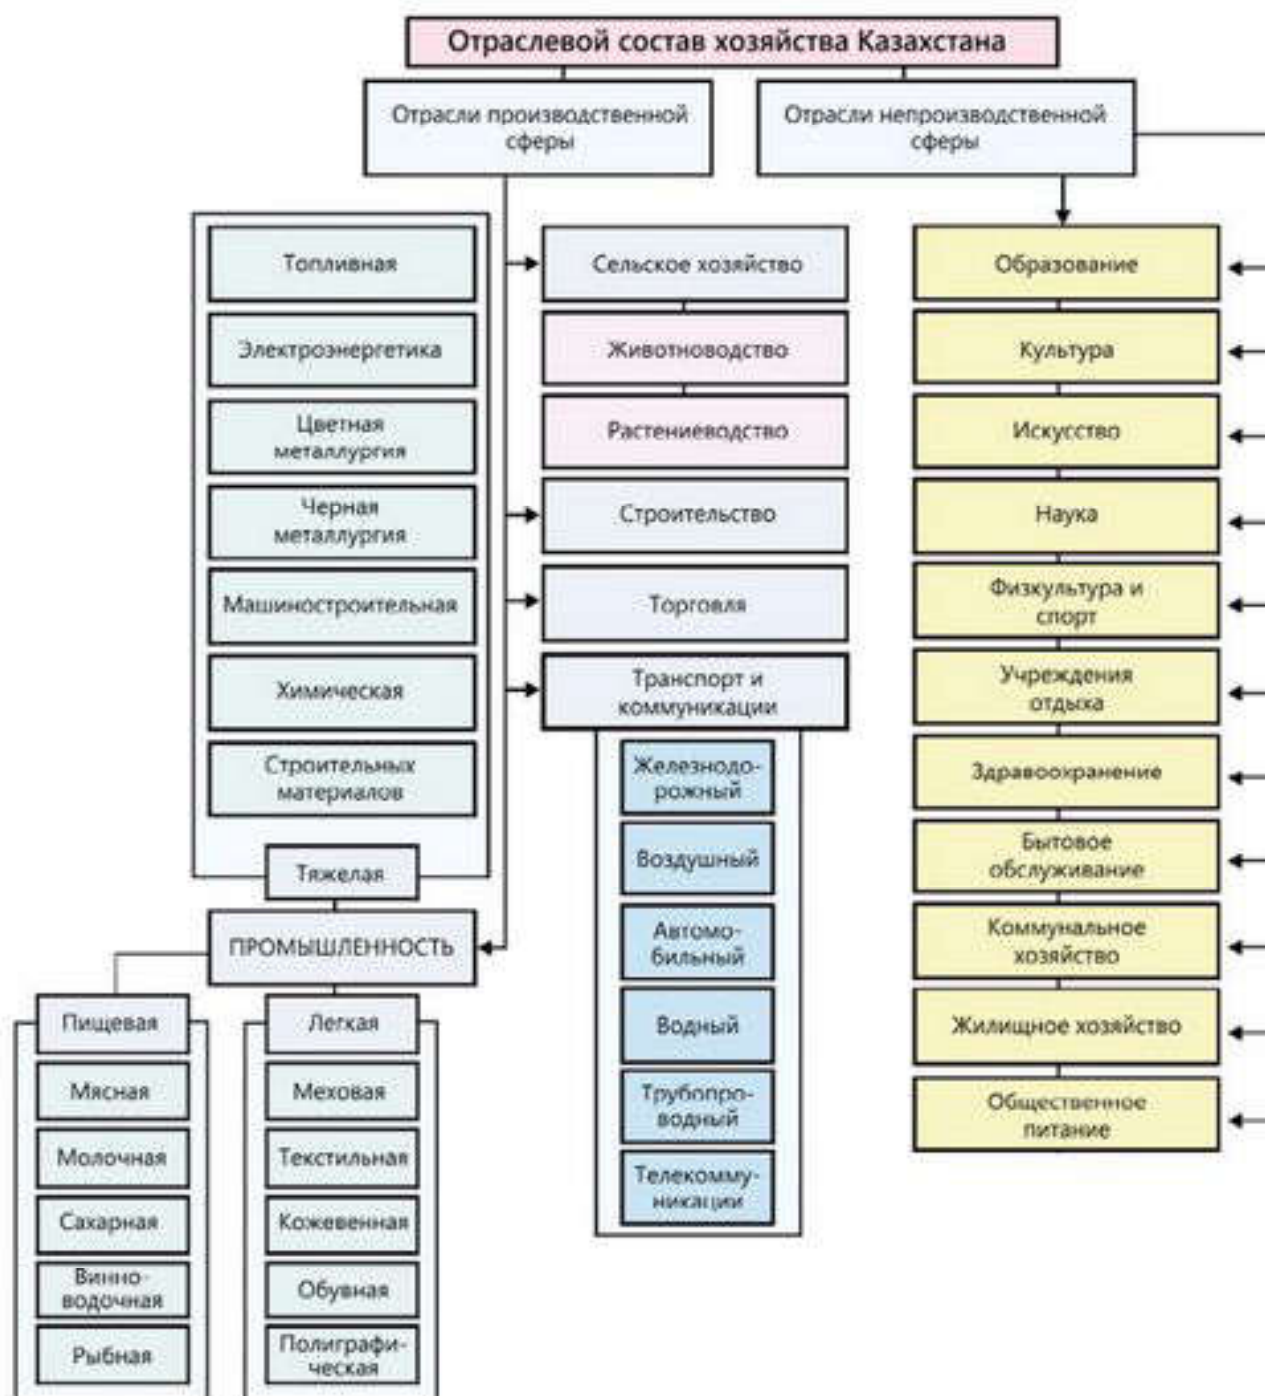 Отраслевой состав хозяйства Казахстана
Отрасли производственной
сферы
Отрасли непроизводственной
сферы
Топливная
Электроэнергетика
Цветная
металлургия
Черная
металлургия
Машиностроительная
Химическая
Строительных
материалов
Тяжелая
ПРОМЫШЛЕННОСТЬ
Пищевая
Мясная
Молочная
Сахарная
Винно-
водочная
Рыбная
Легкая
Меховая
Текстильная
Кожевенная
Обувная
Полиграфи-
ческая
Сельское хозяйство
Животноводство
Растениеводство
Строительство
Торговля
Транспорт и
коммуникации
Железнодо-
рожный
Воздушный
Автомо-
бильный
Водный
Трубопро-
водный
Телекомму-
никации
Образование
Культура
Искусство
Наука
Физкультура и
спорт
Учреждения
отдыха
Здравоохранение
Бытовое
обслуживание
Коммунальное
хозяйство
Жилищное хозяйство
Общественное
питание